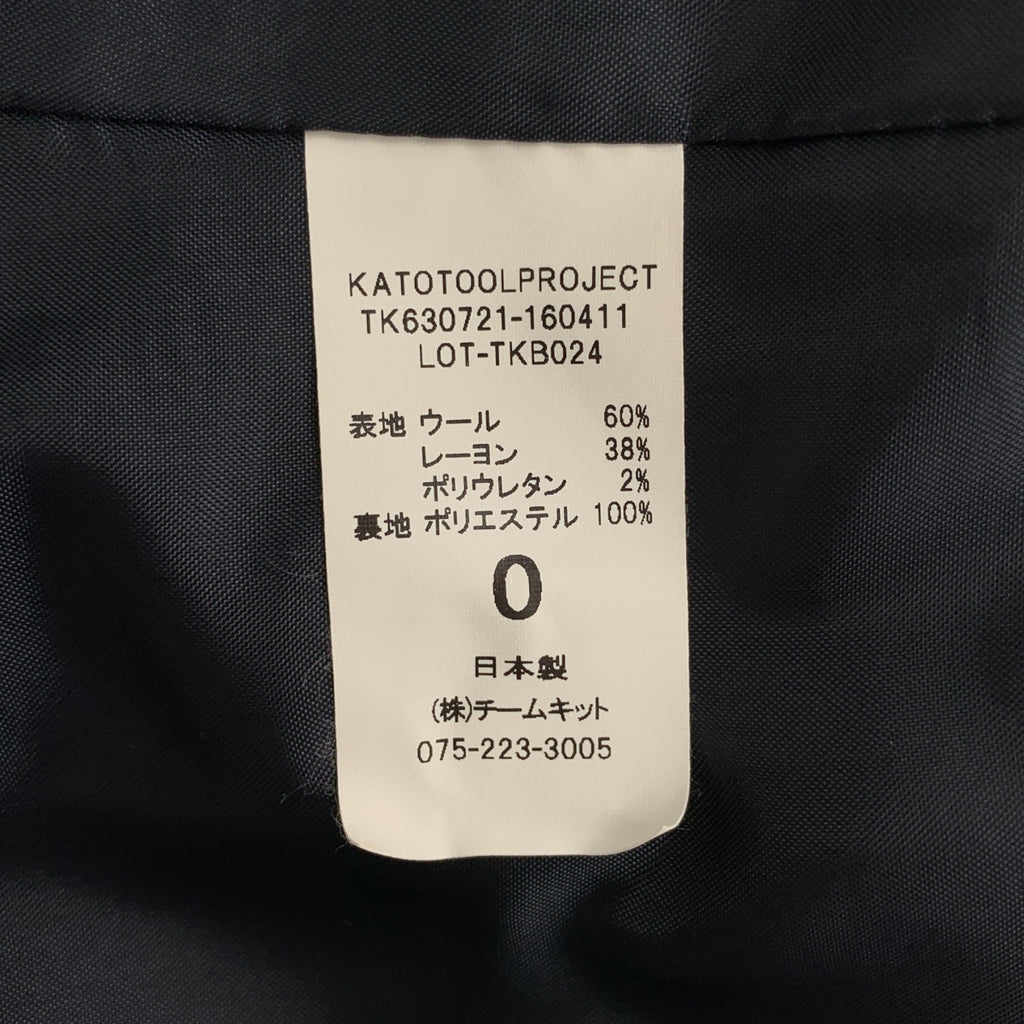 KATOTOOLPROJECT
TK630721-160411
LOT-TKB024
表地 ウール 60%
レーヨン 38%
ポリウレタン 2%
裏地 ポリエステル 100%
0
日本製
(株)チームキット
075-223-3005